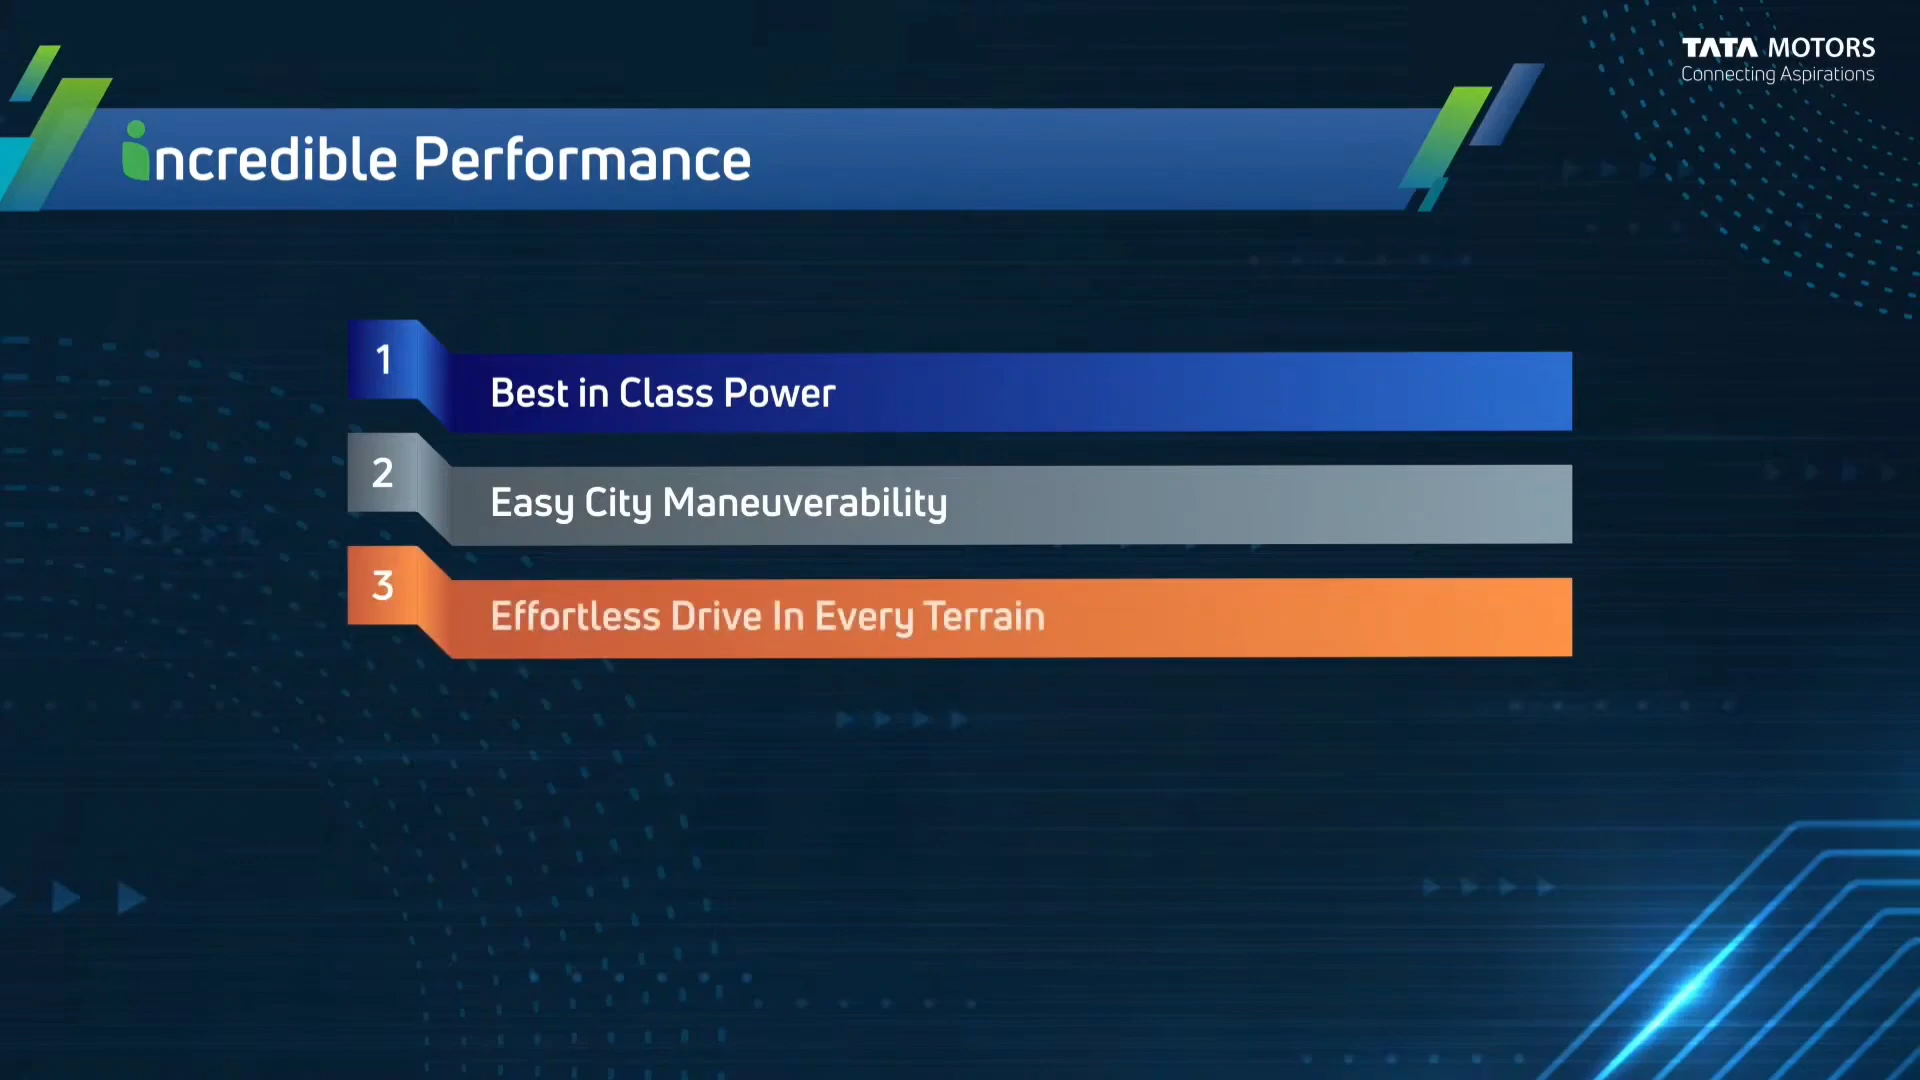 TATA MOTORS
Connecting Aspirations
incredible Performance
1
Best in Class Power
2
Easy City Maneuverability
3
Effortless Drive In Every Terrain